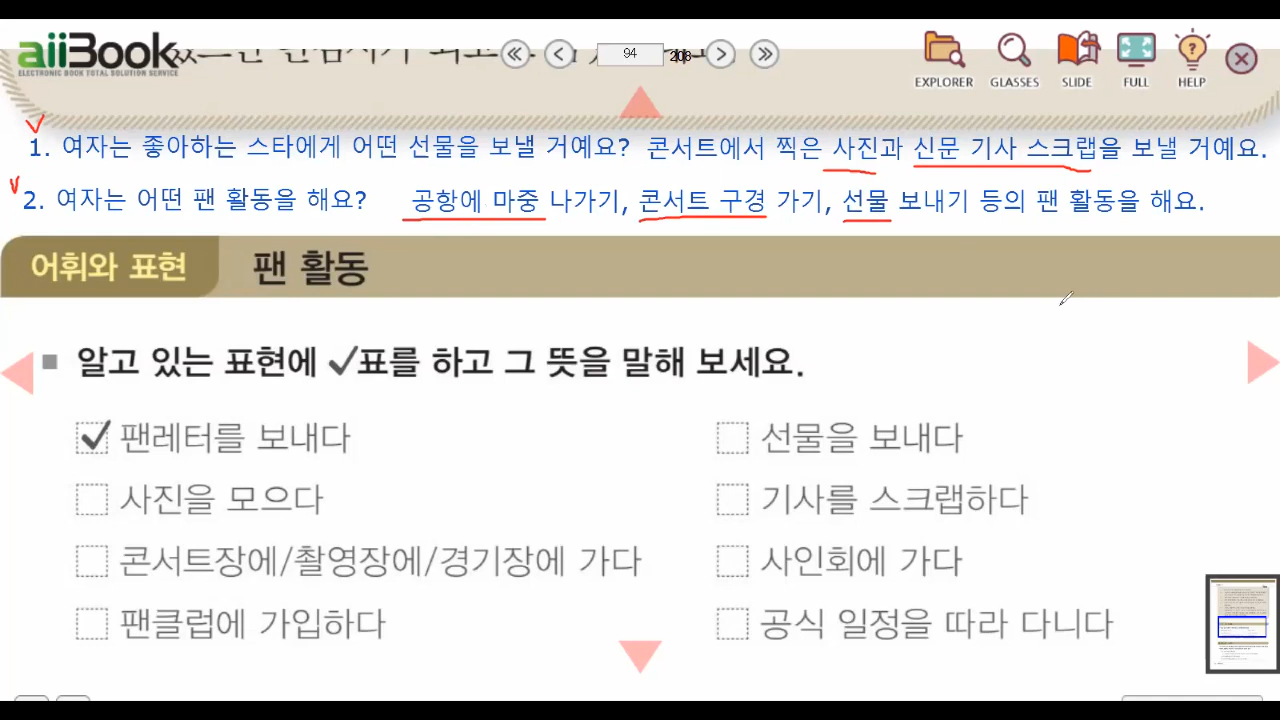 aiiBook
ELECTRONIC BOOK TOTAL SOLUTION SERVICE
94
208
EXPLORER GLASSES SLIDE FULL HELP
1. 여자는 좋아하는 스타에게 어떤 선물을 보낼 거예요? 콘서트에서 찍은 사진과 신문 기사 스크랩을 보낼 거예요.
2. 여자는 어떤 팬 활동을 해요? 공항에 마중 나가기, 콘서트 구경 가기, 선물 보내기 등의 팬 활동을 해요.
어휘와 표현 팬 활동
알고 있는 표현에 ✓표를 하고 그 뜻을 말해 보세요.
팬레터를 보내다 선물을 보내다
사진을 모으다 기사를 스크랩하다
콘서트장에/촬영장에/경기장에 가다 사인회에 가다
팬클럽에 가입하다 공식 일정을 따라 다니다